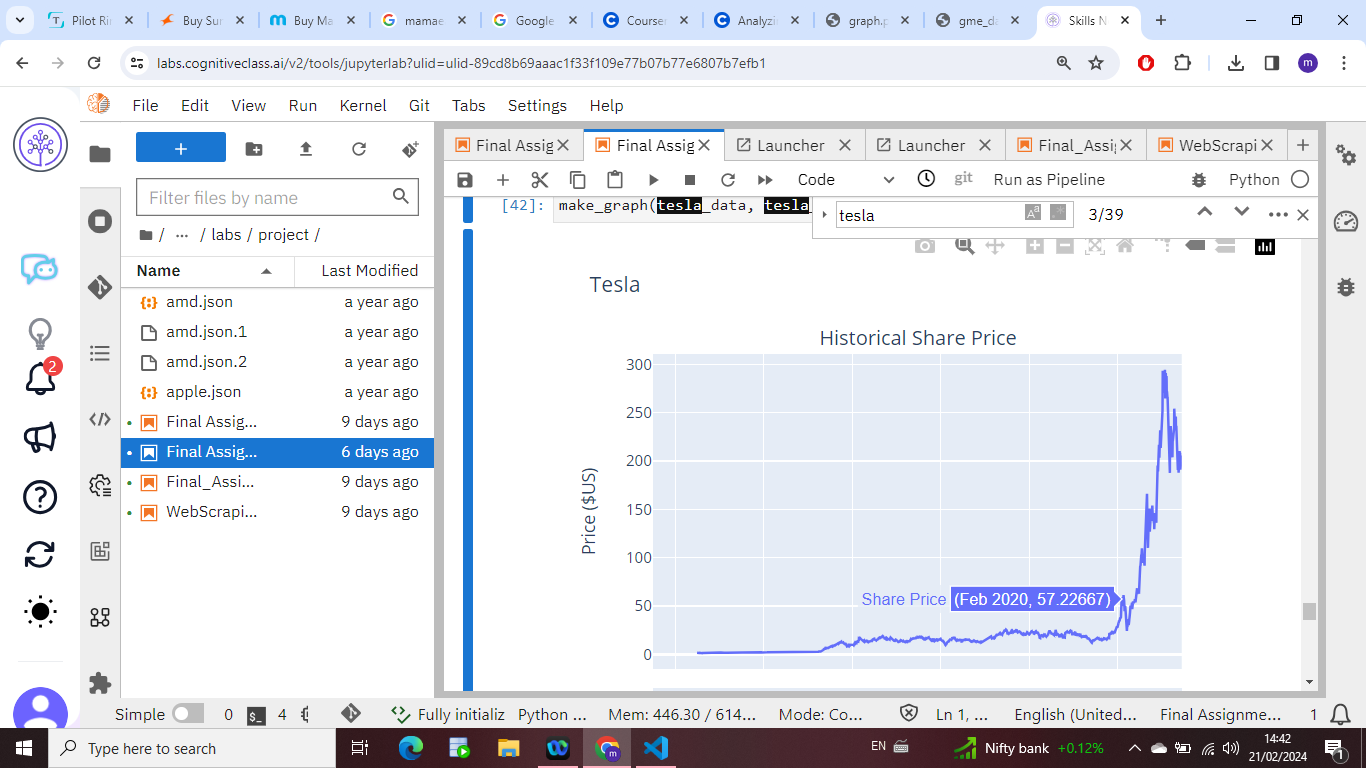 Pilot Rin
Buy Sur
Buy Ma
mamae
Google
Course
Analyzi
graph.p
gme_da
Skills N
labs.cognitiveclass.ai/v2/tools/jupyterlab?ulid=ulid-89cd8b69aaac1f33f109e77b07b77e6807b7efb1
m
File Edit View Run Kernel Git Tabs Settings Help
Final Assig
Final Assig
Launcher
Launcher
Final_Assig
WebScrapi
Code
git
Run as Pipeline
Python
Filter files by name
/ ... / labs / project /
Name Last Modified
amd.json a year ago
amd.json.1 a year ago
amd.json.2 a year ago
apple.json a year ago
Final Assig... 9 days ago
Final Assig... 6 days ago
Final_Assi... 9 days ago
WebScrapi... 9 days ago
2
[42]: make_graph(tesla_data, tesla_
tesla
3/39
Tesla
Historical Share Price
300
250
200
150
100
50
0
Price ($US)
Share Price (Feb 2020, 57.22667)
Simple 0 4 Fully initializ Python ... Mem: 446.30 / 614... Mode: Co... Ln 1, ... English (United... Final Assignme... 1
Type here to search
EN
Nifty bank +0.12%
14:42
21/02/2024
1